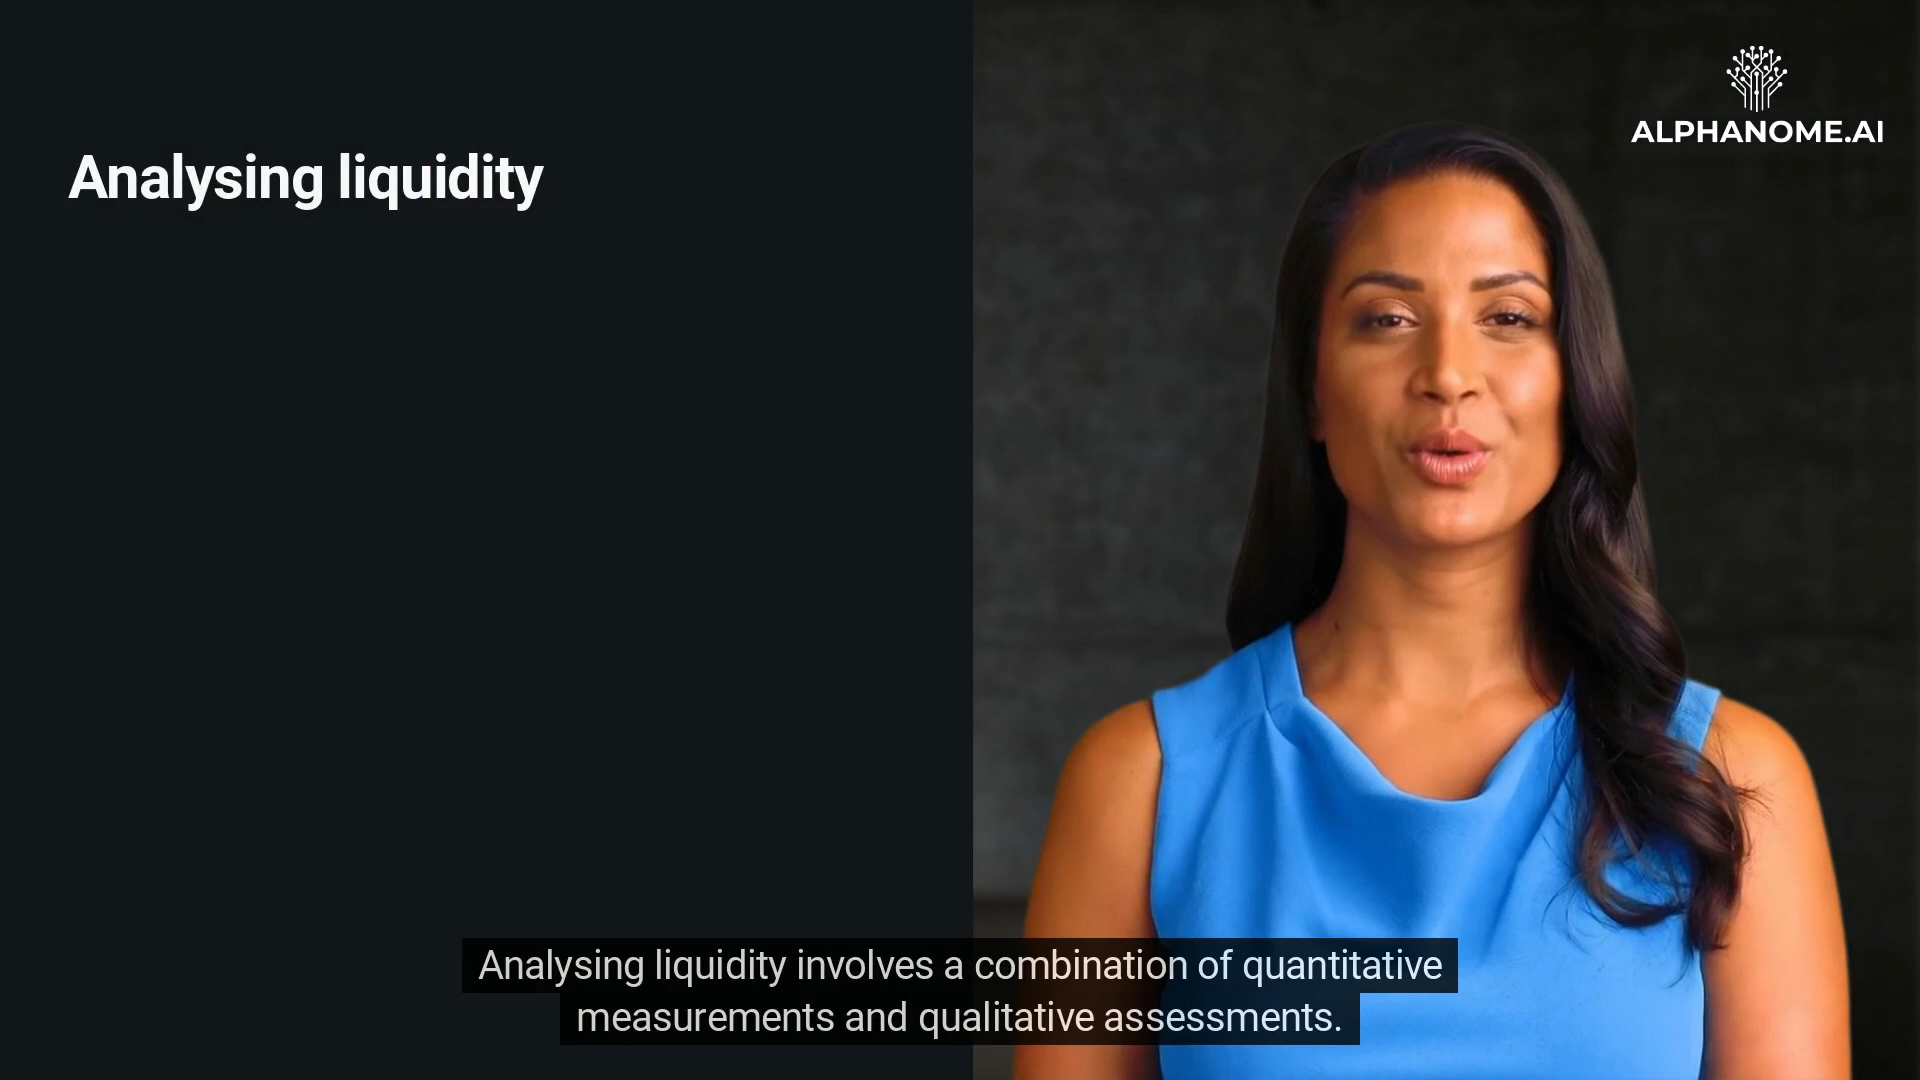 ALPHANOME.AI
Analysing liquidity
Analysing liquidity involves a combination of quantitative
measurements and qualitative assessments.